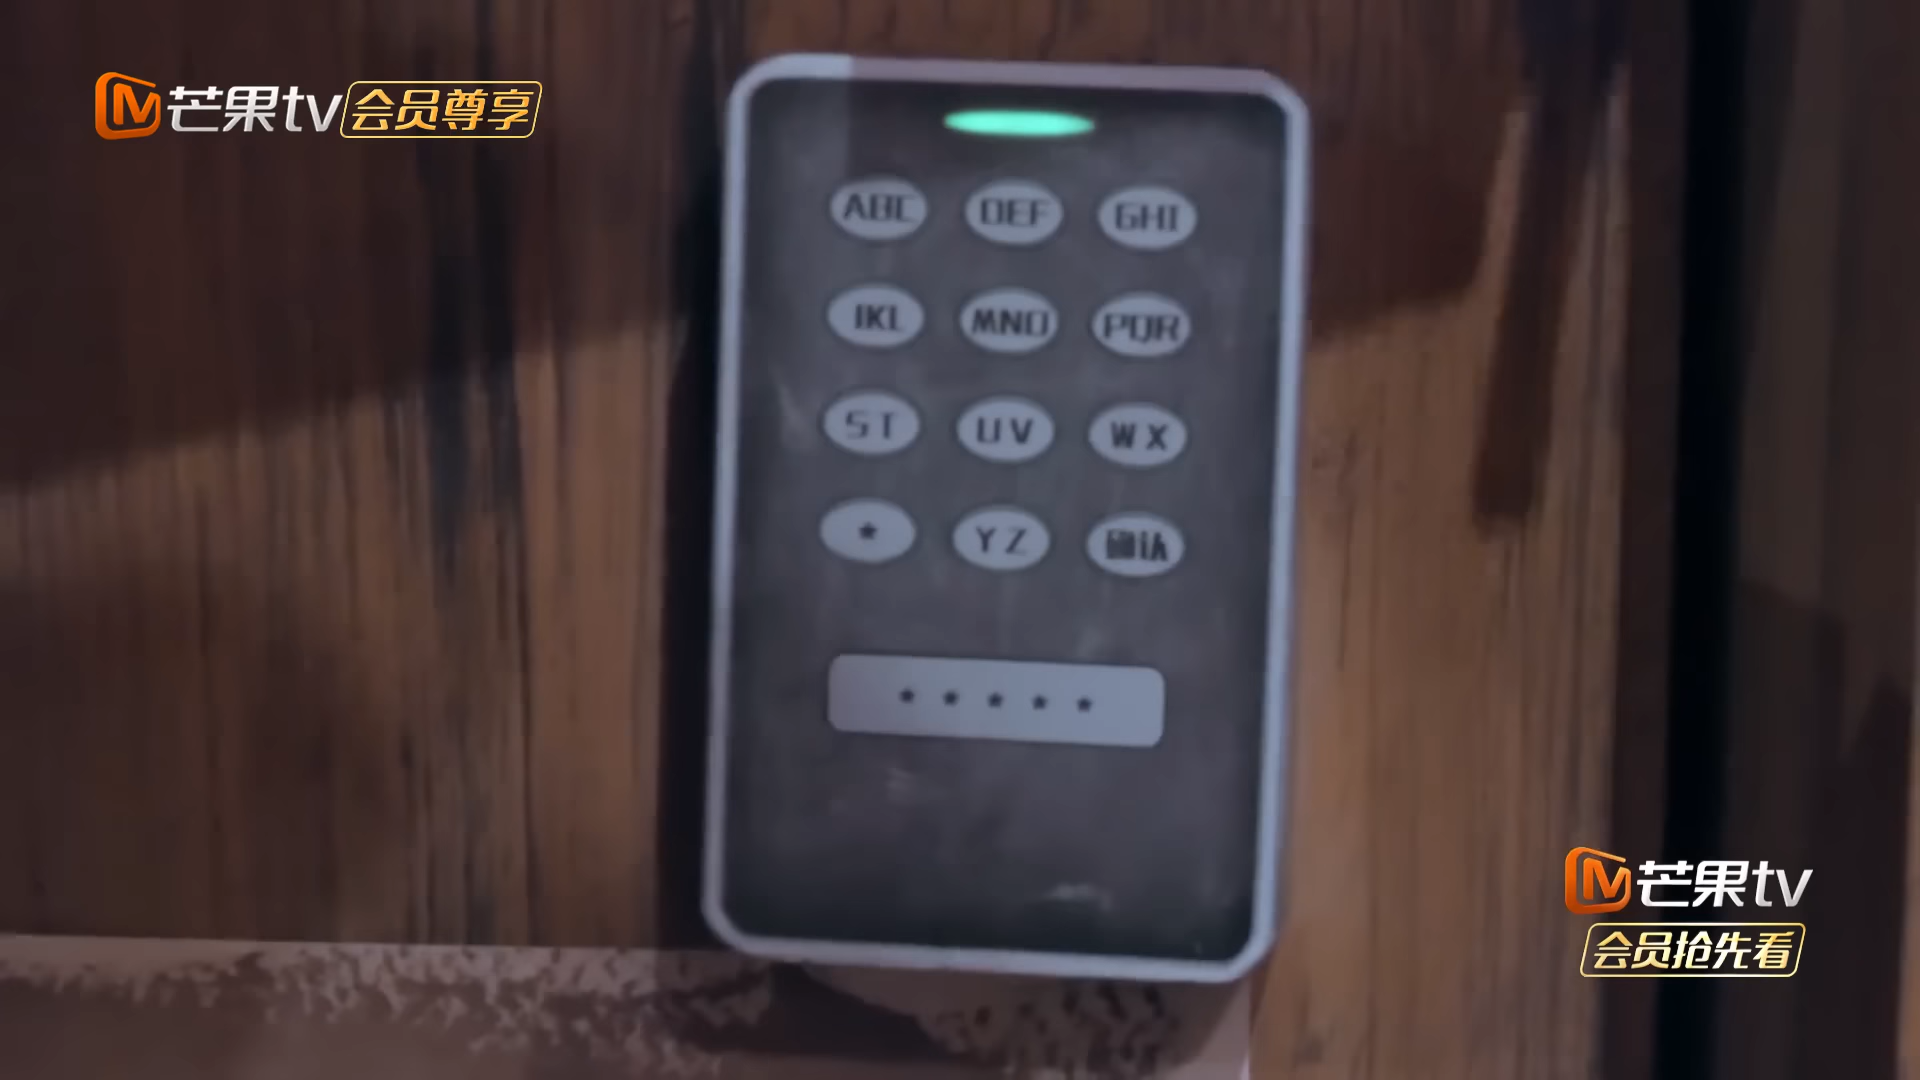 芒果tv 会员尊享
ABC DEF GHI
IKL MNO PQR
ST UV WX
* YZ 确认
* * * * *
芒果tv
会员抢先看